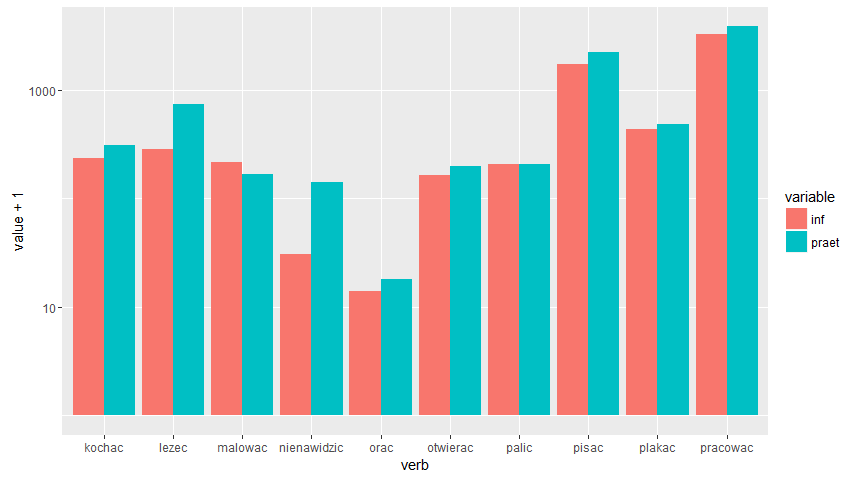 1000
10
value + 1
kochac lezec malowac nienawidzic orac otwierac palic pisac plakac pracowac
verb
variable
inf
praet